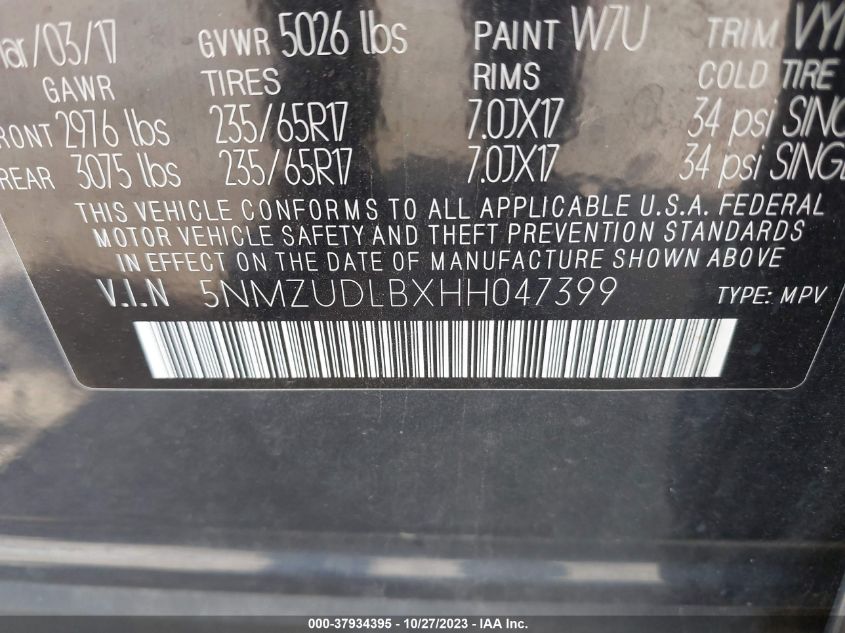 Mar/03/17 GVWR 5026 lbs PAINT W7U TRIM
GAWR TIRES RIMS COLD TIRE
FRONT 2976 lbs 235/65R17 7.0JX17 34 psi
REAR 3075 lbs 235/65R17 7.0JX17 34 psi
THIS VEHICLE CONFORMS TO ALL APPLICABLE U.S.A. FEDERAL
MOTOR VEHICLE SAFETY AND THEFT PREVENTION STANDARDS
IN EFFECT ON THE DATE OF MANUFACTURE SHOWN ABOVE
V.I.N 5NMZUDLBXHH047399 TYPE: MPV
000-37934395 - 10/27/2023 - IAA Inc.